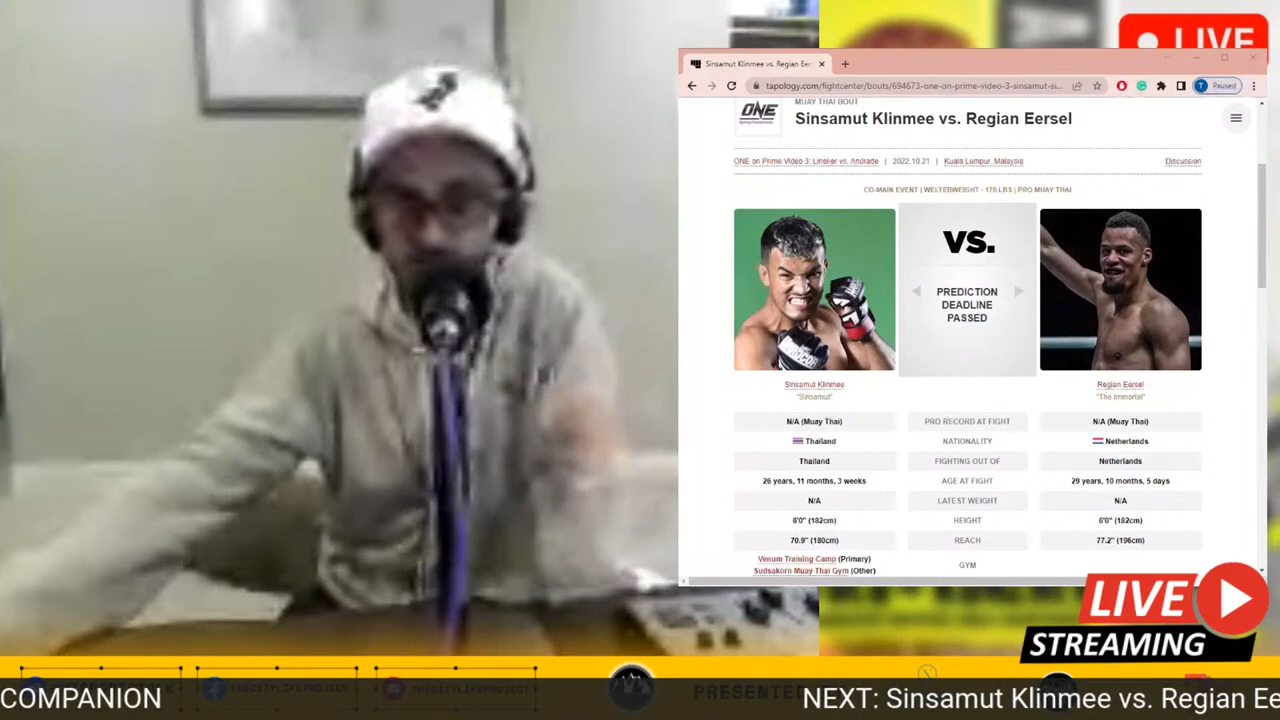 LIVE
Sinsamut Klinmee vs. Regian Eer
tapology.com/fightcenter/bouts/694673-one-on-prime-video-3-sinsamut-si...
Paused
ONE
MUAY THAI BOUT
Sinsamut Klinmee vs. Regian Eersel
ONE on Prime Video 3: Lineker vs. Andrade | 2022.10.21 | Kuala Lumpur, Malaysia
Discussion
CO-MAIN EVENT | WELTERWEIGHT · 170 LBS | PRO MUAY THAI
VS.
PREDICTION
DEADLINE
PASSED
Sinsamut Klinmee
"Sinsamut"
Regian Eersel
"The Immortal"
N/A (Muay Thai) PRO RECORD AT FIGHT N/A (Muay Thai)
Thailand NATIONALITY Netherlands
Thailand FIGHTING OUT OF Netherlands
26 years, 11 months, 3 weeks AGE AT FIGHT 29 years, 10 months, 5 days
N/A LATEST WEIGHT N/A
6'0" (182cm) HEIGHT 6'0" (182cm)
70.9" (180cm) REACH 77.2" (196cm)
Venum Training Camp (Primary)
Sudsakorn Muay Thai Gym (Other)
GYM
LIVE
STREAMING
THECITYLIFEPROJECT
THECITYLIFEPROJECT
PRESENTED
COMPANION
NEXT: Sinsamut Klinmee vs. Regian Ee